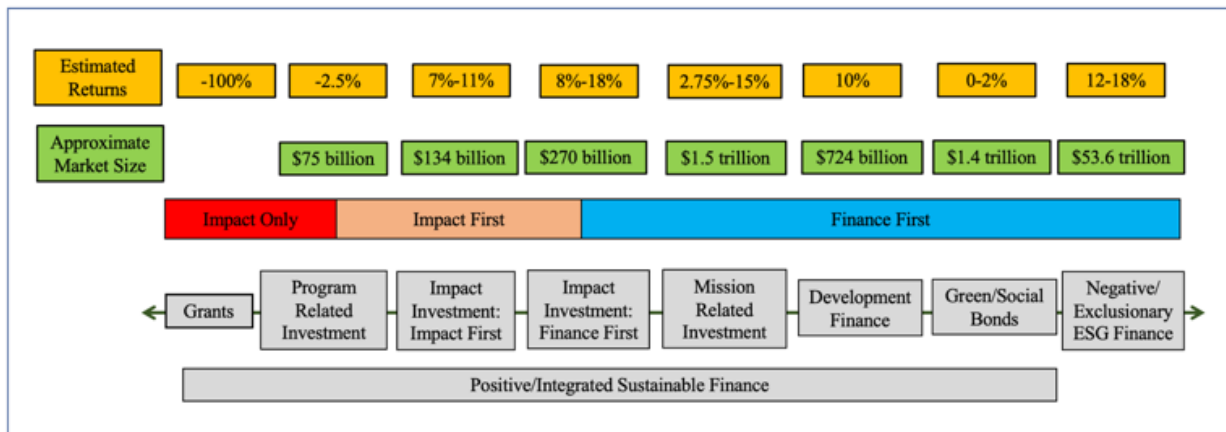 Estimated
Returns
-100%
-2.5%
7%-11%
8%-18%
2.75%-15%
10%
0-2%
12-18%
Approximate
Market Size
$75 billion
$134 billion
$270 billion
$1.5 trillion
$724 billion
$1.4 trillion
$53.6 trillion
Impact Only
Impact First
Finance First
Grants
Program
Related
Investment
Impact
Investment:
Impact First
Impact
Investment:
Finance First
Mission
Related
Investment
Development
Finance
Green/Social
Bonds
Negative/
Exclusionary
ESG Finance
Positive/Integrated Sustainable Finance